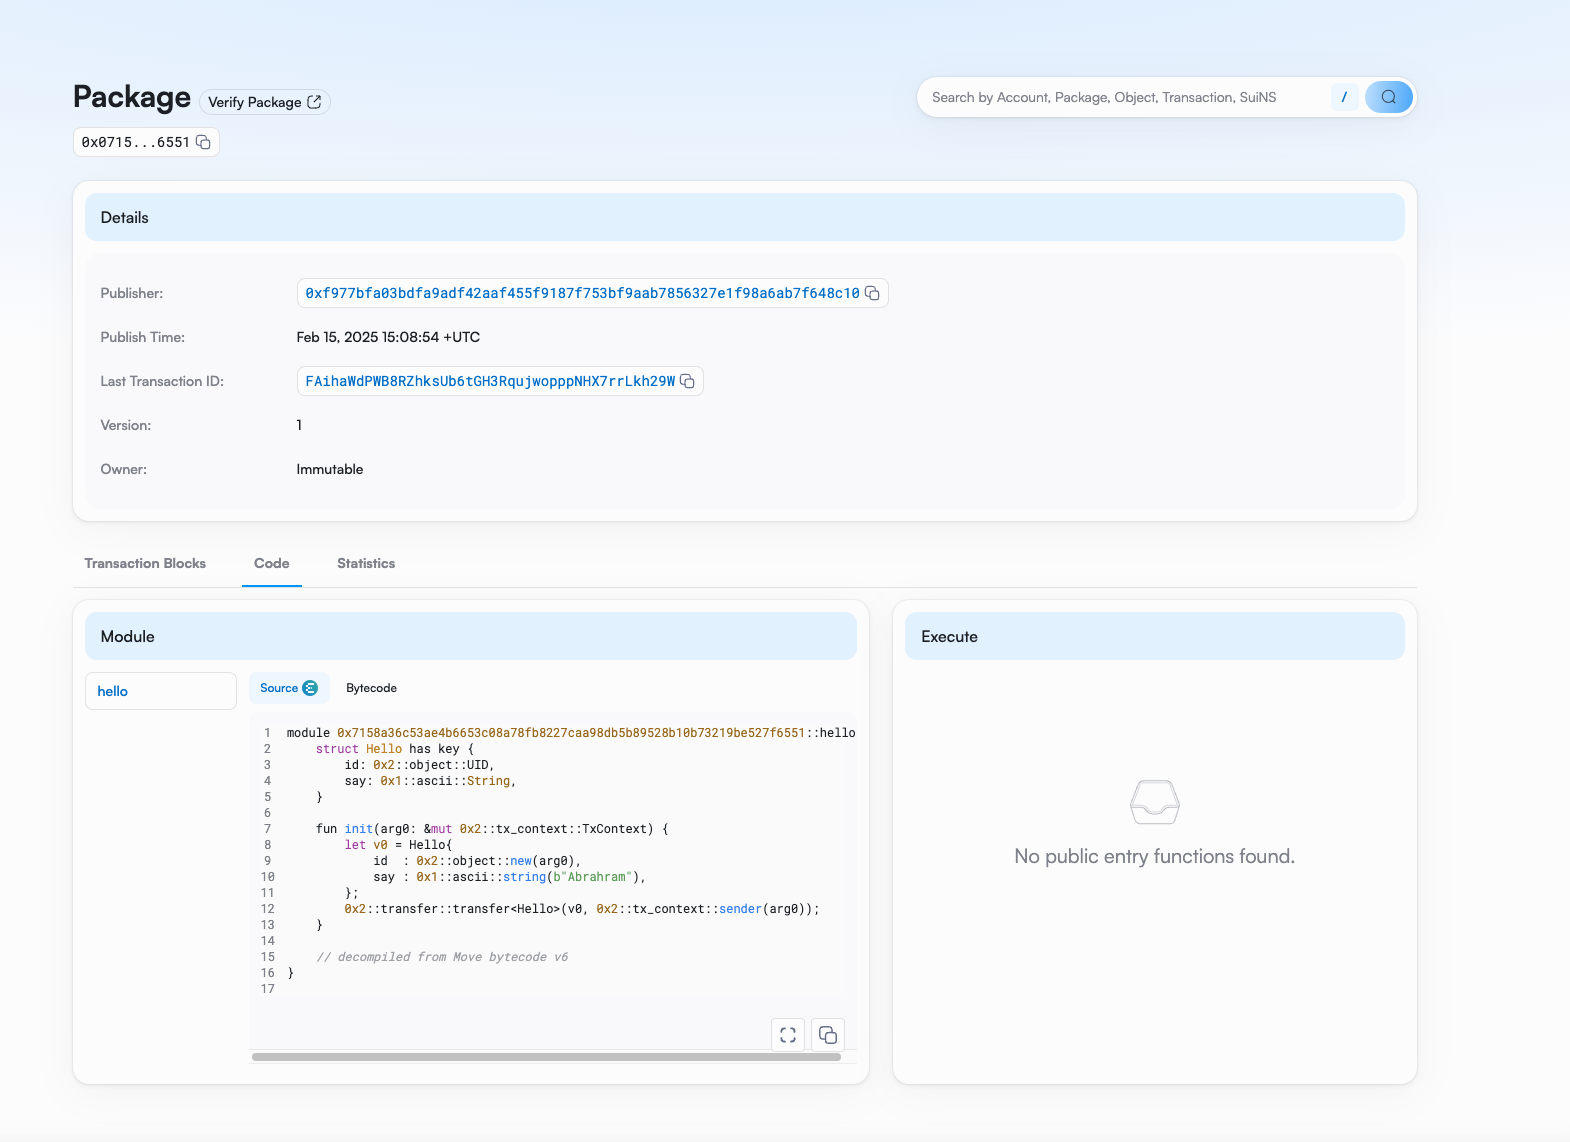 Package
Verify Package
Search by Account, Package, Object, Transaction, SuiNS
/
0x0715...6551
Details
Publisher:
0xf977bfa03bdfa9adf42aaf455f9187f753bf9aab7856327e1f98a6ab7f648c10
Publish Time:
Feb 15, 2025 15:08:54 +UTC
Last Transaction ID:
FAihaWdPWB8RZhksUb6tGH3RqujwopppNHX7rrLkh29W
Version:
1
Owner:
Immutable
Transaction Blocks
Code
Statistics
Module
hello
Source
Bytecode
1 module 0x7158a36c53ae4b6653c08a78fb8227caa98db5b89528b10b73219be527f6551::hello
2     struct Hello has key {
3         id: 0x2::object::UID,
4         say: 0x1::ascii::String,
5     }
6
7     fun init(arg0: &mut 0x2::tx_context::TxContext) {
8         let v0 = Hello{
9             id  : 0x2::object::new(arg0),
10             say : 0x1::ascii::string(b"Abrahram"),
11         };
12         0x2::transfer::transfer<Hello>(v0, 0x2::tx_context::sender(arg0));
13     }
14
15     // decompiled from Move bytecode v6
16 }
17
Execute
No public entry functions found.